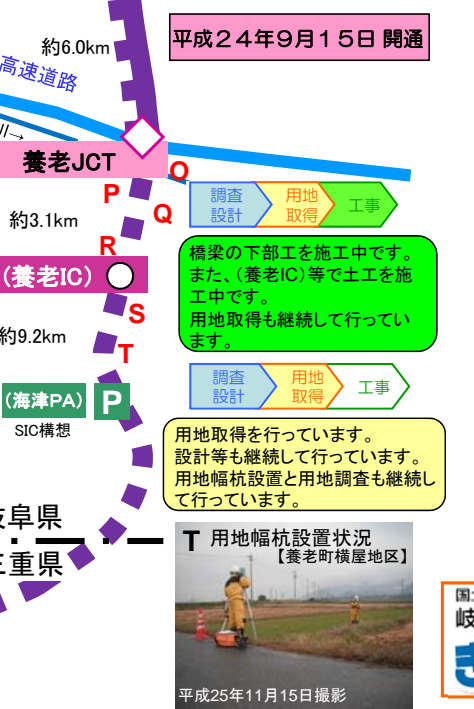 約6.0km
平成24年9月15日 開通
高速道路
養老JCT
O
P
Q
調査
設計
用地
取得
工事
約3.1km
R
橋梁の下部工を施工中です。
また、(養老IC)等で土工を施
工中です。
用地取得も継続して行ってい
ます。
(養老IC)
S
約9.2km
T
調査
設計
用地
取得
工事
(海津PA)
P
SIC構想
用地取得を行っています。
設計等も継続して行っています。
用地幅杭設置と用地調査も継続し
て行っています。
岐阜県
三重県
T 用地幅杭設置状況
【養老町横屋地区】
平成25年11月15日撮影